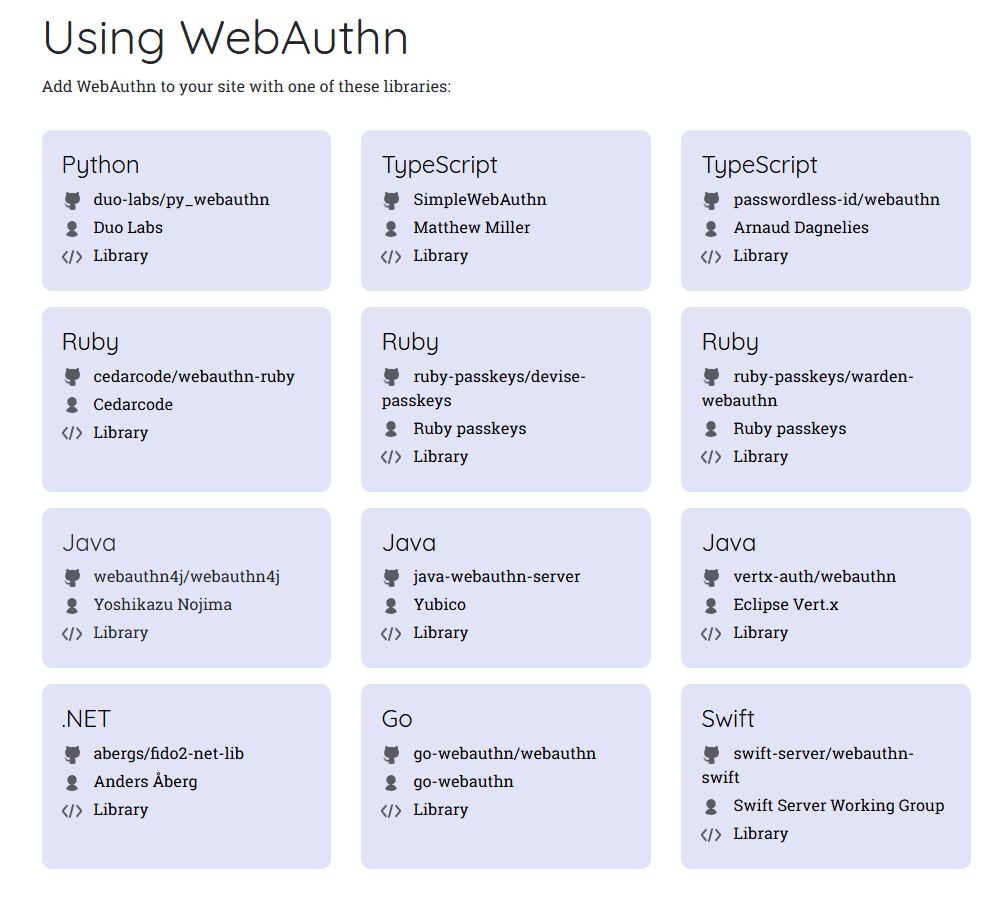 Using WebAuthn
Add WebAuthn to your site with one of these libraries:
Python
duo-labs/py_webauthn
Duo Labs
Library
TypeScript
SimpleWebAuthn
Matthew Miller
Library
TypeScript
passwordless-id/webauthn
Arnaud Dagnelies
Library
Ruby
cedarcode/webauthn-ruby
Cedarcode
Library
Ruby
ruby-passkeys/devise-
passkeys
Ruby passkeys
Library
Ruby
ruby-passkeys/warden-
webauthn
Ruby passkeys
Library
Java
webauthn4j/webauthn4j
Yoshikazu Nojima
Library
Java
java-webauthn-server
Yubico
Library
Java
vertx-auth/webauthn
Eclipse Vert.x
Library
.NET
abergs/fido2-net-lib
Anders Åberg
Library
Go
go-webauthn/webauthn
go-webauthn
Library
Swift
swift-server/webauthn-
swift
Swift Server Working Group
Library